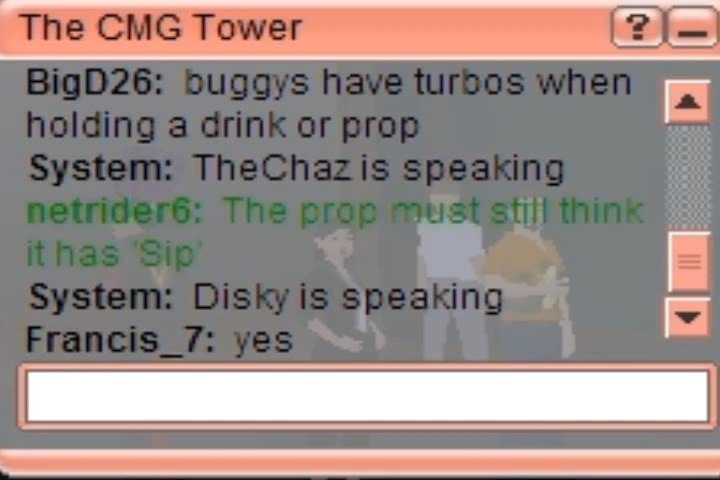 The CMG Tower
?
BigD26: buggys have turbos when
holding a drink or prop
System: TheChaz is speaking
netrider6: The prop must still think
it has 'Sip'
System: Disky is speaking
Francis_7: yes